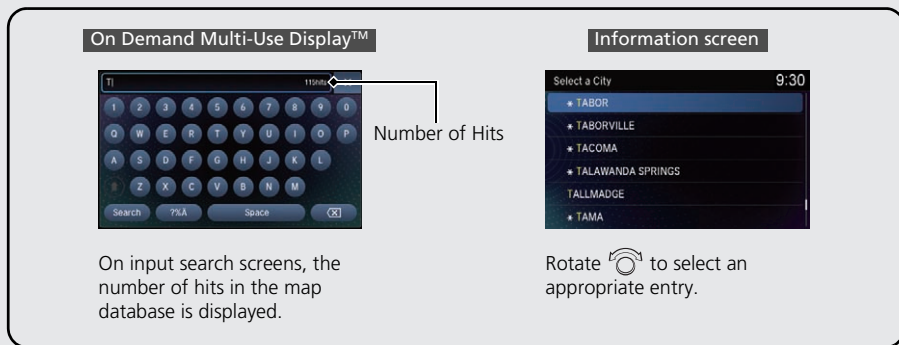 On Demand Multi-Use Display™
T|
115hits
1 2 3 4 5 6 7 8 9 0
Q W E R T Y U I O P
A S D F G H J K L
Z X C V B N M
Search ?%Ä Space
Number of Hits
On input search screens, the
number of hits in the map
database is displayed.
Information screen
Select a City 9:30
* TABOR
* TABORVILLE
* TACOMA
* TALAWANDA SPRINGS
TALLMADGE
* TAMA
Rotate to select an
appropriate entry.